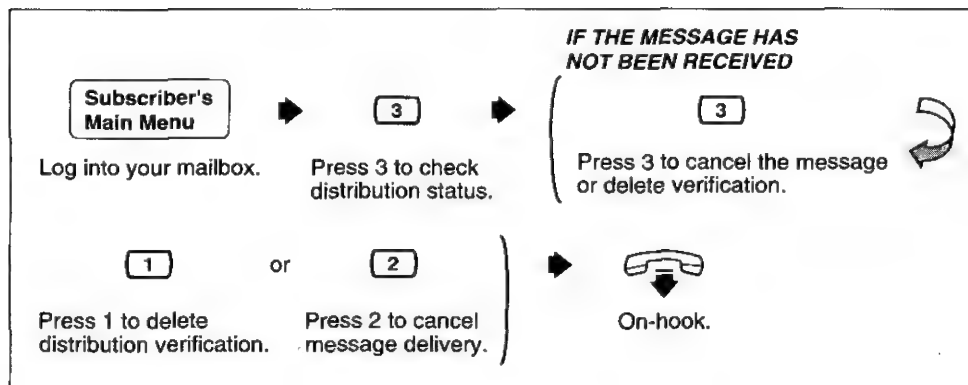 IF THE MESSAGE HAS
NOT BEEN RECEIVED
Subscriber's
Main Menu
3
3
Log into your mailbox.
Press 3 to check
distribution status.
Press 3 to cancel the message
or delete verification.
1
or
2
Press 1 to delete
distribution verification.
Press 2 to cancel
message delivery.
On-hook.